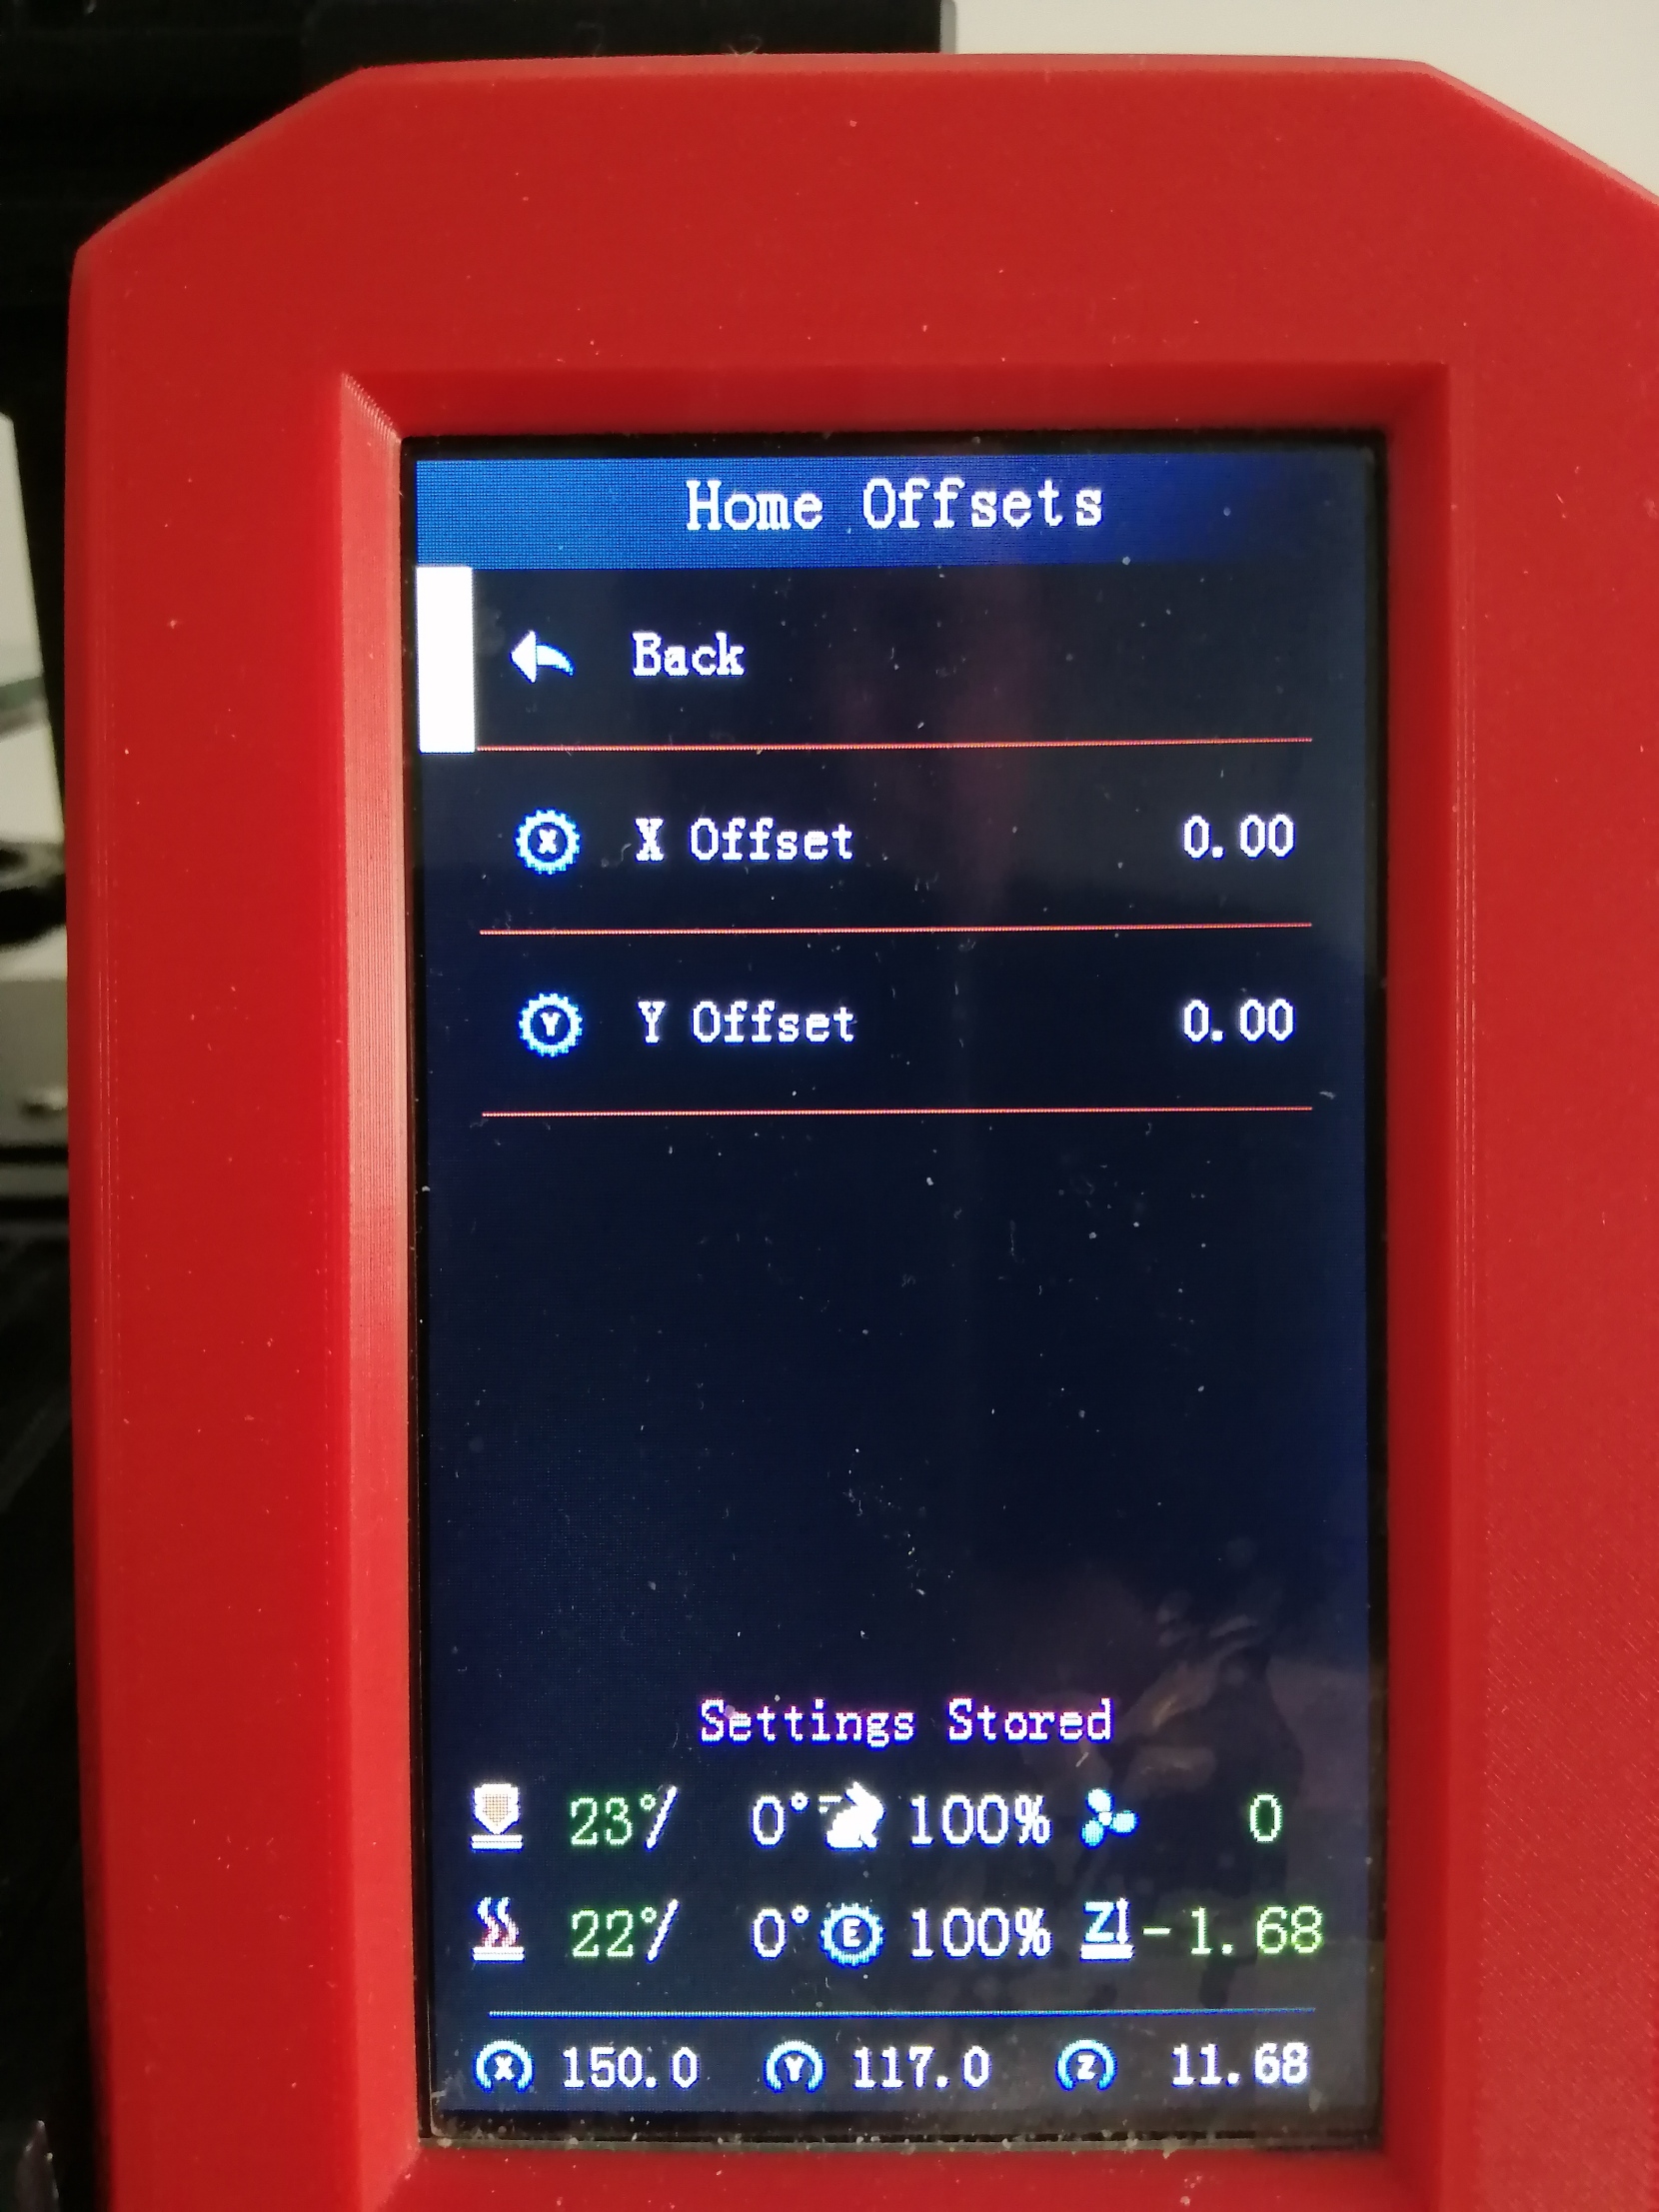 Home Offsets
Back
X X Offset 0.00
Y Y Offset 0.00
Settings Stored
23°/ 0° 100% 0
22°/ 0° E 100% Z -1.68
X 150.0 Y 117.0 Z 11.68